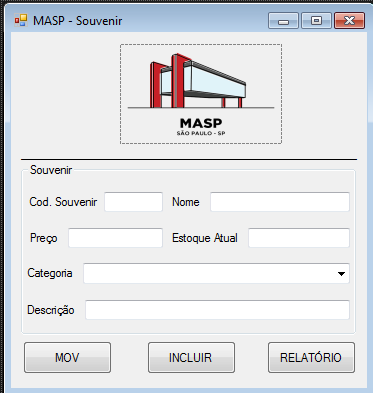 MASP - Souvenir
MASP
SÃO PAULO - SP
Souvenir
Cod. Souvenir Nome
Preço Estoque Atual
Categoria
Descrição
MOV INCLUIR RELATÓRIO